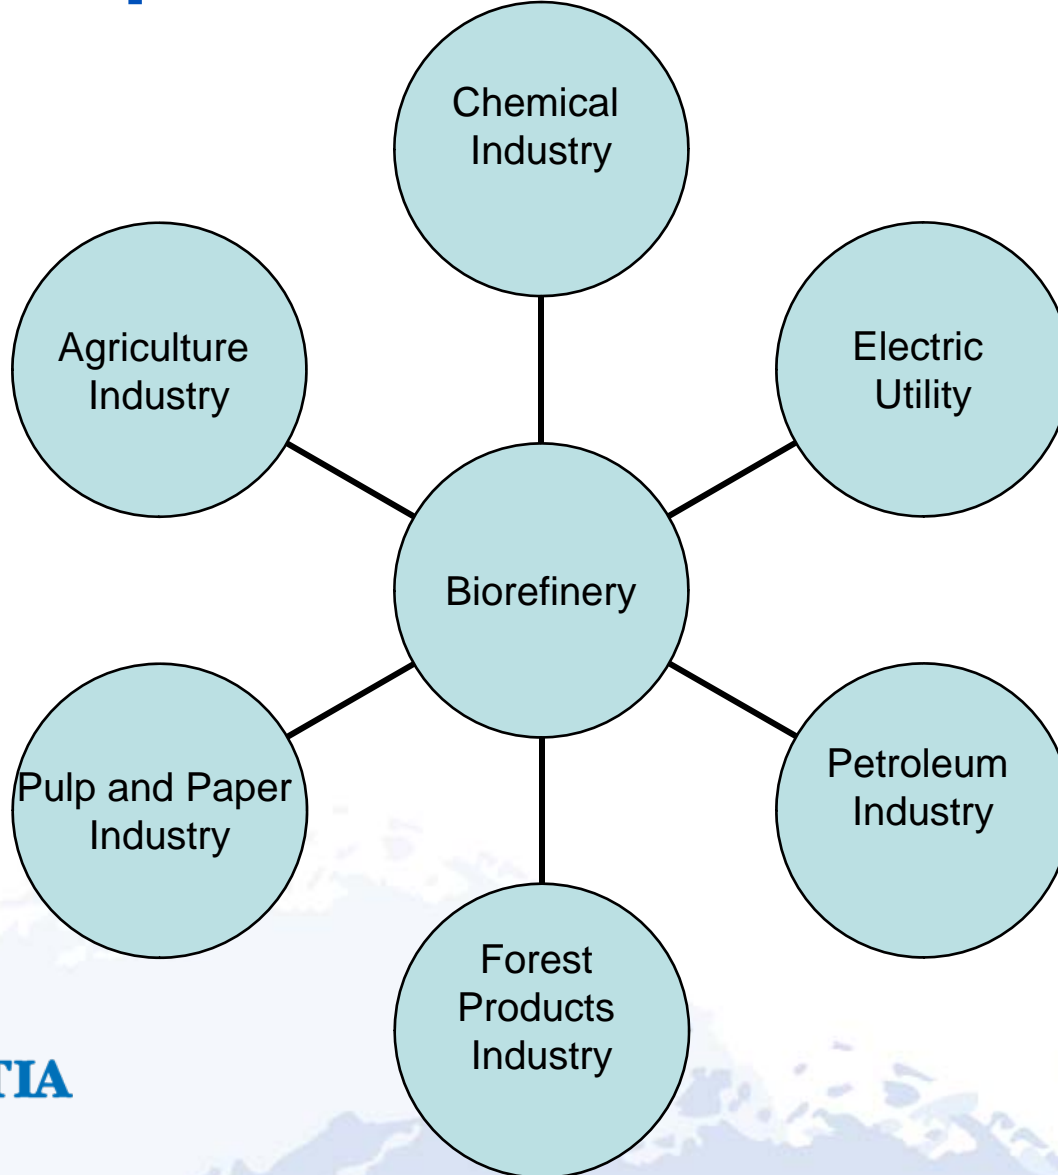 Chemical
Industry
Agriculture
Industry
Electric
Utility
Biorefinery
Pulp and Paper
Industry
Petroleum
Industry
Forest
Products
Industry
TIA